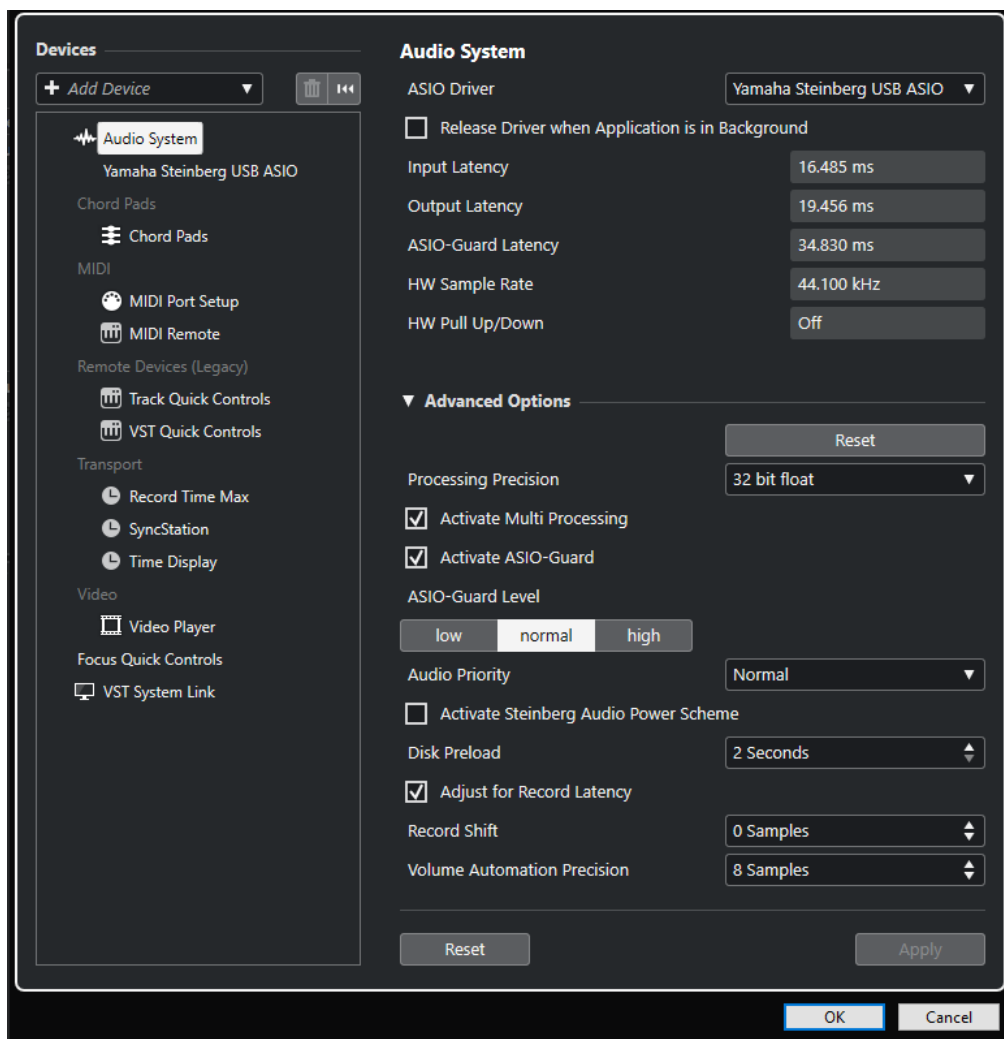 Devices
Add Device
Audio System
Yamaha Steinberg USB ASIO
Chord Pads
Chord Pads
MIDI
MIDI Port Setup
MIDI Remote
Remote Devices (Legacy)
Track Quick Controls
VST Quick Controls
Transport
Record Time Max
SyncStation
Time Display
Video
Video Player
Focus Quick Controls
VST System Link
Audio System
ASIO Driver Yamaha Steinberg USB ASIO
Release Driver when Application is in Background
Input Latency 16.485 ms
Output Latency 19.456 ms
ASIO-Guard Latency 34.830 ms
HW Sample Rate 44.100 kHz
HW Pull Up/Down Off
Advanced Options
Reset
Processing Precision 32 bit float
Activate Multi Processing
Activate ASIO-Guard
ASIO-Guard Level
low normal high
Audio Priority Normal
Activate Steinberg Audio Power Scheme
Disk Preload 2 Seconds
Adjust for Record Latency
Record Shift 0 Samples
Volume Automation Precision 8 Samples
Reset Apply
OK Cancel